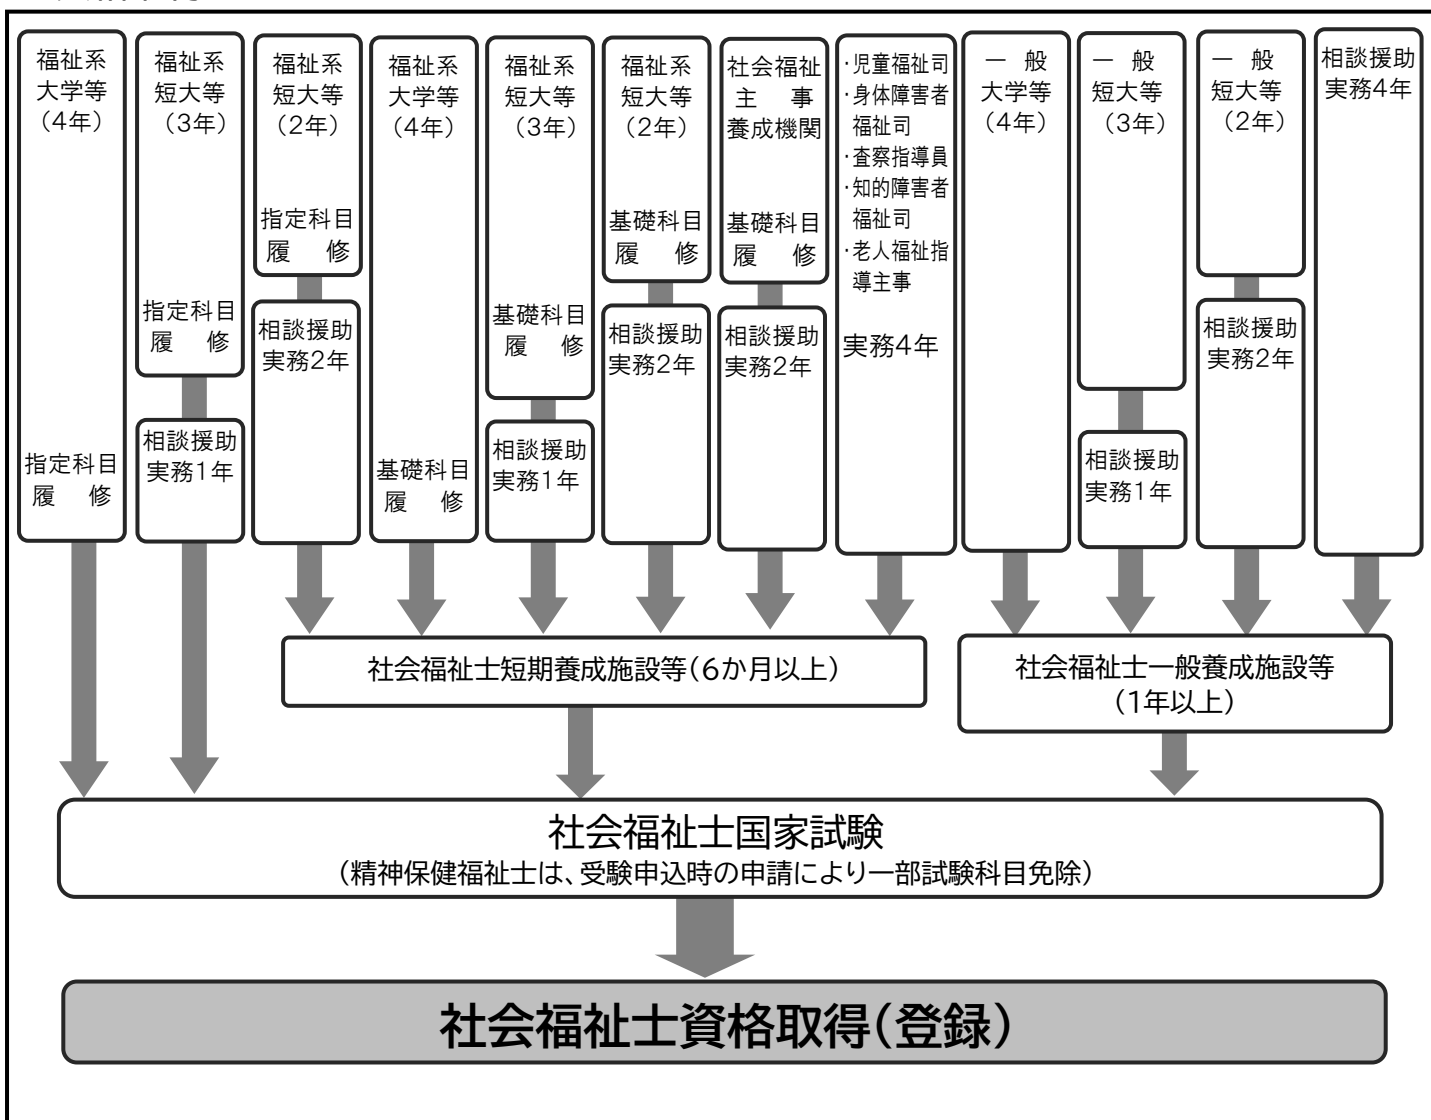 福祉系
大学等
（4年）
指定科目
履　修
福祉系
短大等
（3年）
指定科目
履　修
相談援助
実務1年
福祉系
短大等
（2年）
指定科目
履　修
相談援助
実務2年
福祉系
大学等
（4年）
基礎科目
履　修
福祉系
短大等
（3年）
基礎科目
履　修
相談援助
実務1年
福祉系
短大等
（2年）
基礎科目
履　修
相談援助
実務2年
社会福祉
主　事
養成機関
基礎科目
履　修
相談援助
実務2年
・児童福祉司
・身体障害者
福祉司
・査察指導員
・知的障害者
福祉司
・老人福祉指
導主事
実務4年
一　般
大学等
（4年）
一　般
短大等
（3年）
相談援助
実務1年
一　般
短大等
（2年）
相談援助
実務2年
相談援助
実務4年
社会福祉士短期養成施設等（6か月以上）
社会福祉士一般養成施設等
（1年以上）
社会福祉士国家試験
（精神保健福祉士は、受験申込時の申請により一部試験科目免除）
社会福祉士資格取得（登録）